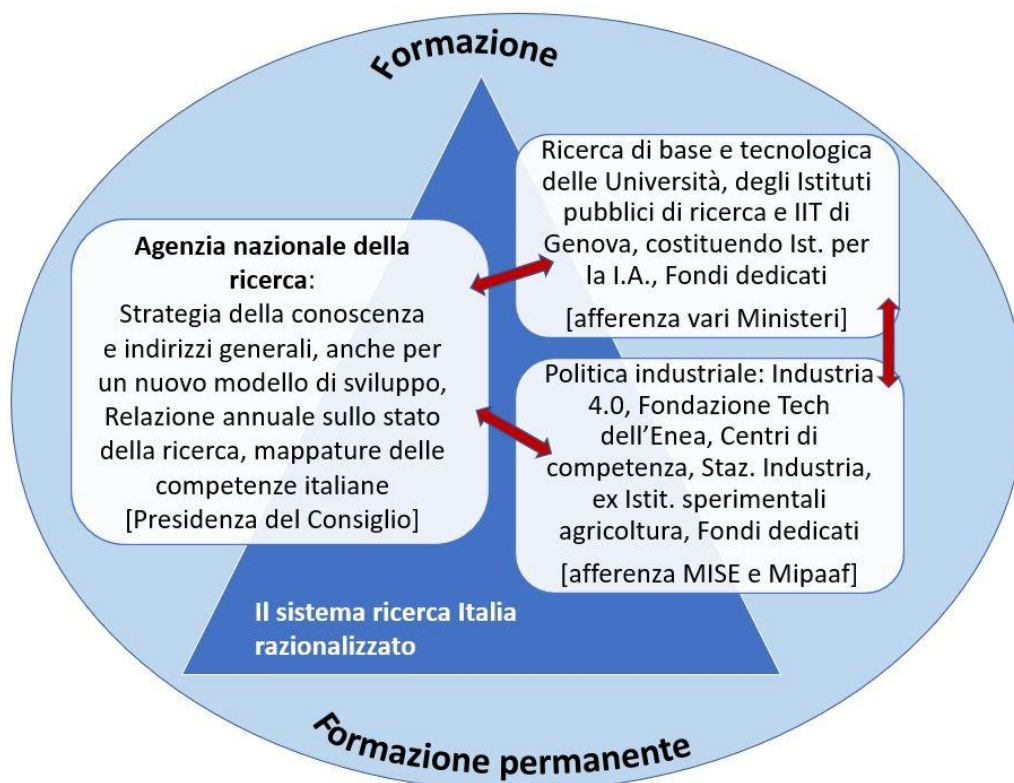 Formazione
Agenzia nazionale della
ricerca:
Strategia della conoscenza
e indirizzi generali, anche per
un nuovo modello di sviluppo,
Relazione annuale sullo stato
della ricerca, mappature delle
competenze italiane
[Presidenza del Consiglio]
Ricerca di base e tecnologica
delle Università, degli Istituti
pubblici di ricerca e IIT di
Genova, costituendo Ist. per
la I.A., Fondi dedicati
[afferenza vari Ministeri]
Politica industriale: Industria
4.0, Fondazione Tech
dell'Enea, Centri di
competenza, Staz. Industria,
ex Istit. sperimentali
agricoltura, Fondi dedicati
[afferenza MISE e Mipaaf]
Il sistema ricerca Italia
razionalizzato
Formazione permanente